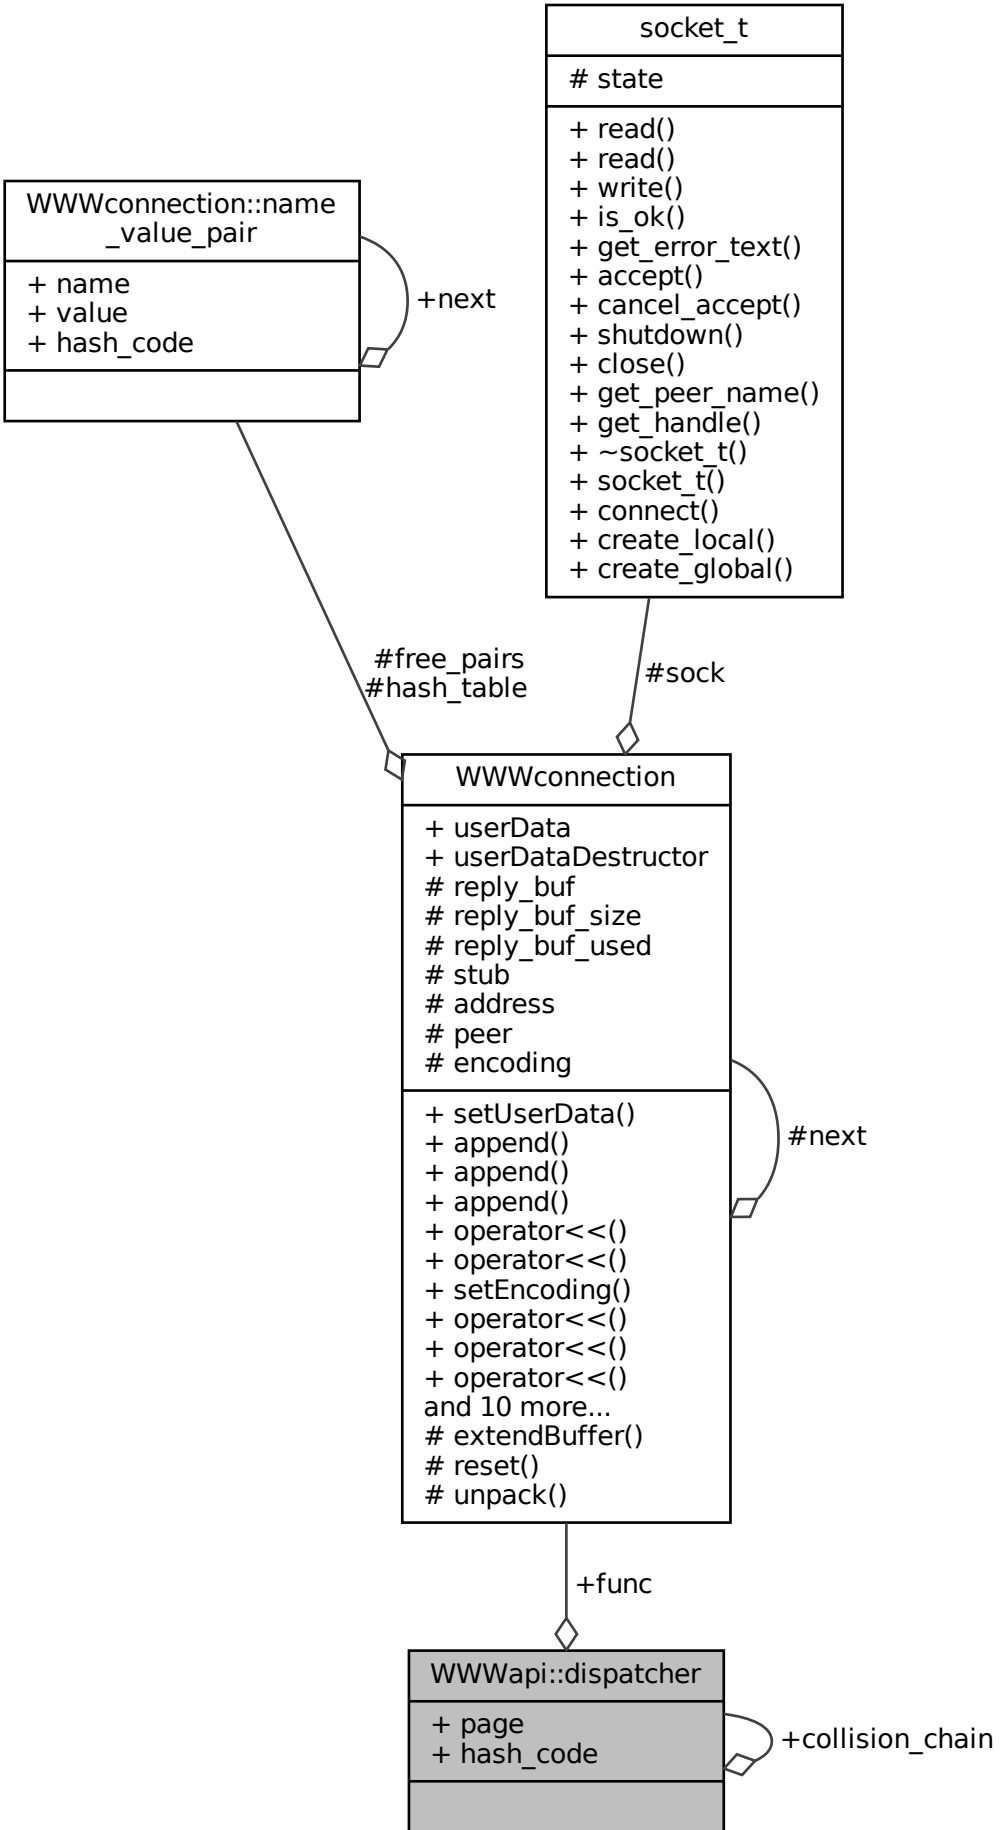 socket_t
# state
+ read()
+ read()
+ write()
+ is_ok()
+ get_error_text()
+ accept()
+ cancel_accept()
+ shutdown()
+ close()
+ get_peer_name()
+ get_handle()
+ ~socket_t()
+ socket_t()
+ connect()
+ create_local()
+ create_global()
WWWconnection::name
_value_pair
+ name
+ value
+ hash_code
+next
#free_pairs
#hash_table
#sock
WWWconnection
+ userData
+ userDataDestructor
# reply_buf
# reply_buf_size
# reply_buf_used
# stub
# address
# peer
# encoding
+ setUserData()
+ append()
+ append()
+ append()
+ operator<<()
+ operator<<()
+ setEncoding()
+ operator<<()
+ operator<<()
+ operator<<()
and 10 more...
# extendBuffer()
# reset()
# unpack()
#next
+func
WWWapi::dispatcher
+ page
+ hash_code
+collision_chain